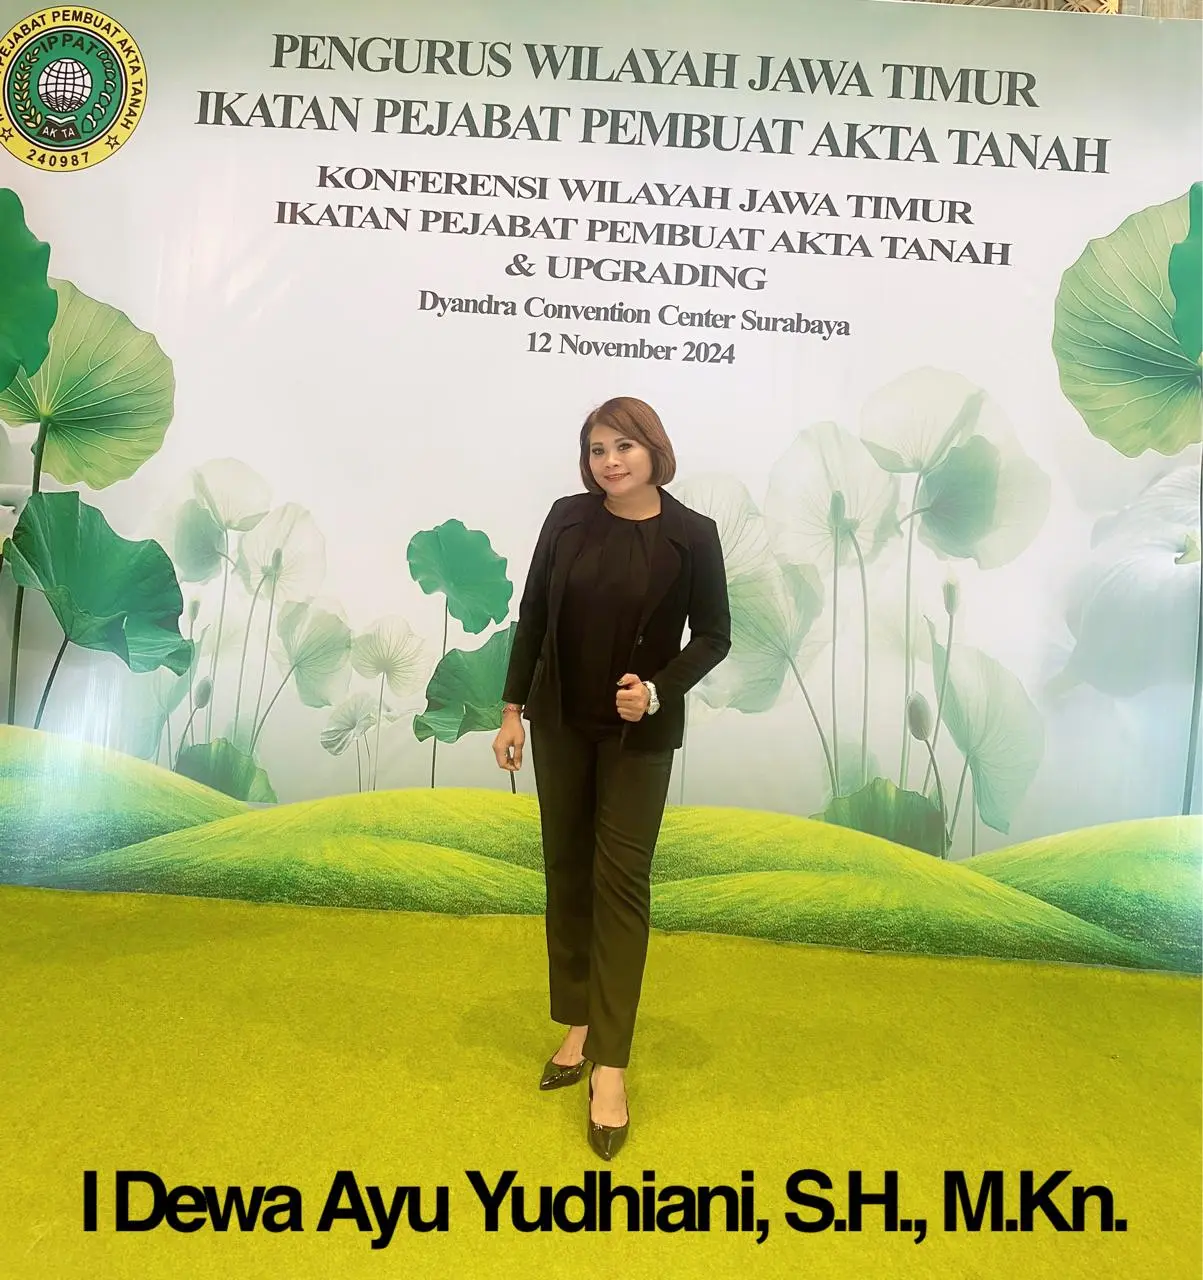 PENGURUS WILAYAH JAWA TIMUR
IKATAN PEJABAT PEMBUAT AKTA TANAH
KONFERENSI WILAYAH JAWA TIMUR
IKATAN PEJABAT PEMBUAT AKTA TANAH
& UPGRADING
Dyandra Convention Center Surabaya
12 November 2024
PEJABAT PEMBUAT AKTA TANAH
IPPAT
AKTA
240987
I Dewa Ayu Yudhiani, S.H., M.Kn.